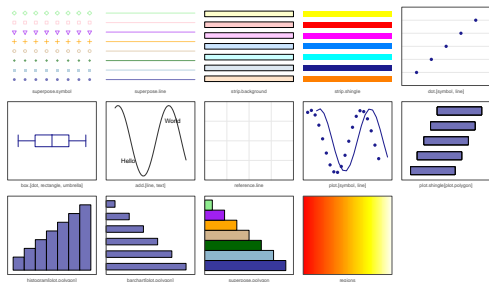 superpose.symbol
superpose.line
strip.background
strip.shingle
dot.[symbol, line]
World
Hello
box.[dot, rectangle, umbrella]
add.[line, text]
reference.line
plot.[symbol, line]
plot.shingle[plot.polygon]
histogram[plot.polygon]
barchart[plot.polygon]
superpose.polygon
regions